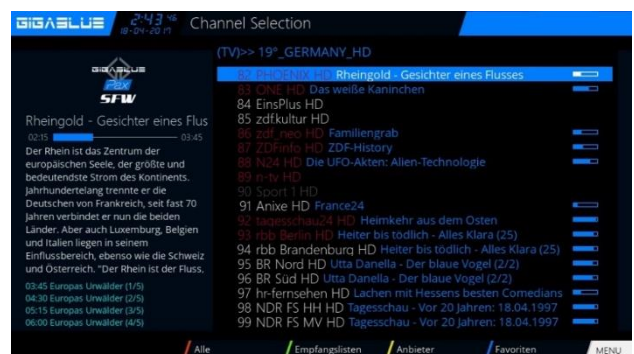 GIGABLUE
2:43 46
18-04-2017
Channel Selection
(TV)>> 19°_GERMANY_HD
GIGABLUE
Pax
SFW
Rheingold - Gesichter eines Flus
02:15
03:45
Der Rhein ist das Zentrum der
europäischen Seele, der größte und
bedeutendste Strom des Kontinents.
Jahrhundertelang trennte er die
Deutschen von Frankreich, seit fast 70
Jahren verbindet er nun die beiden
Länder. Aber auch Luxemburg, Belgien
und Italien liegen in seinem
Einflussbereich, ebenso wie die Schweiz
und Österreich. "Der Rhein ist der Fluss.
03:45 Europas Urwälder (1/5)
04:30 Europas Urwälder (2/5)
05:15 Europas Urwälder (3/5)
06:00 Europas Urwälder (4/5)
82 PHOENIX HD Rheingold - Gesichter eines Flusses
83 ONE HD Das weiße Kaninchen
84 EinsPlus HD
85 zdf.kultur HD
86 zdf_neo HD Familiengrab
87 ZDFinfo HD ZDF-History
88 N24 HD Die UFO-Akten: Alien-Technologie
89 n-tv HD
90 Sport 1 HD
91 Anixe HD France24
92 tagesschau24 HD Heimkehr aus dem Osten
93 rbb Berlin HD Heiter bis tödlich - Alles Klara (25)
94 rbb Brandenburg HD Heiter bis tödlich - Alles Klara (25)
95 BR Nord HD Utta Danella - Der blaue Vogel (2/2)
96 BR Süd HD Utta Danella - Der blaue Vogel (2/2)
97 hr-fernsehen HD Lachen mit Hessens besten Comedians
98 NDR FS HH HD Tagesschau - Vor 20 Jahren: 18.04.1997
99 NDR FS MV HD Tagesschau - Vor 20 Jahren: 18.04.1997
Alle
Empfangslisten
Anbieter
Favoriten
MENU